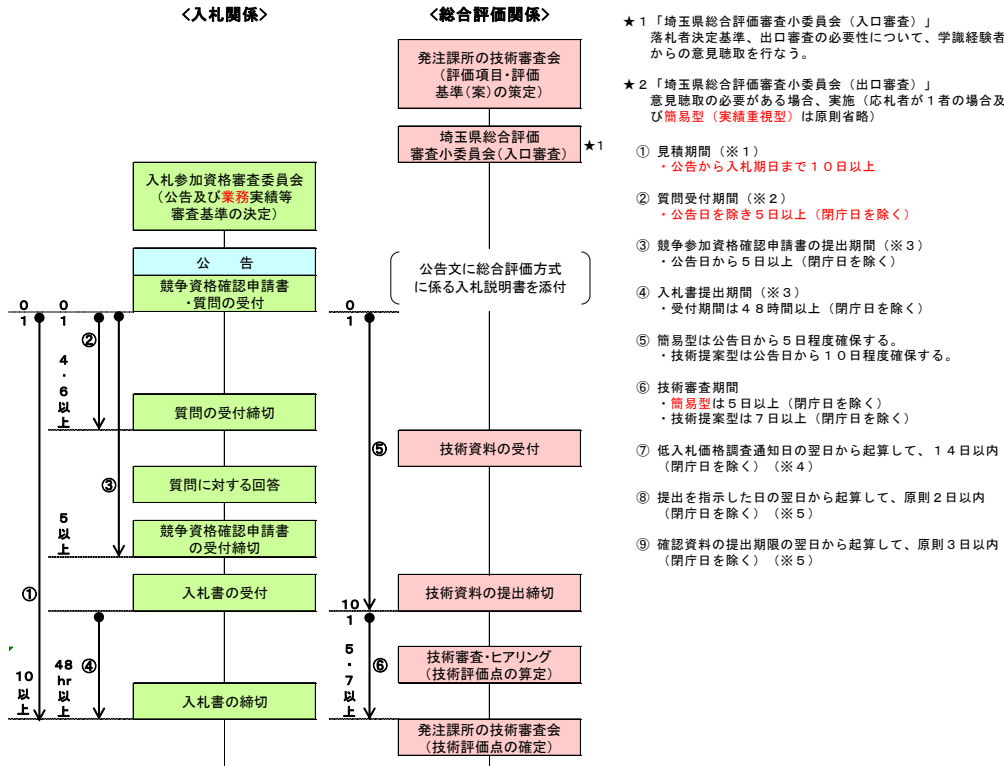 <入札関係>
入札参加資格審査委員会
(公告及び業務実績等
審査基準の決定)
公　告
競争資格確認申請書
・質問の受付
質問の受付締切
質問に対する回答
競争資格確認申請書
の受付締切
入札書の受付
入札書の締切
0
1
0
1
②
4・6以上
③
5以上
①
10以上
④
48hr以上
<総合評価関係>
発注課所の技術審査会
(評価項目・評価
基準(案)の策定)
埼玉県総合評価
審査小委員会(入口審査)
★1
公告文に総合評価方式
に係る入札説明書を添付
0
1
⑤
技術資料の受付
技術資料の提出締切
10
1
5・7以上
⑥
技術審査・ヒアリング
(技術評価点の算定)
発注課所の技術審査会
(技術評価点の確定)
★１「埼玉県総合評価審査小委員会（入口審査）」
落札者決定基準、出口審査の必要性について、学識経験者
からの意見聴取を行なう。
★２「埼玉県総合評価審査小委員会（出口審査）」
意見聴取の必要がある場合、実施（応札者が１者の場合及
び簡易型（実績重視型）は原則省略）
① 見積期間（※１）
・公告から入札期日まで１０日以上
② 質問受付期間（※２）
・公告日を除き５日以上（閉庁日を除く）
③ 競争参加資格確認申請書の提出期間（※３）
・公告日から５日以上（閉庁日を除く）
④ 入札書提出期間（※３）
・受付期間は４８時間以上（閉庁日を除く）
⑤ 簡易型は公告日から５日程度確保する。
・技術提案型は公告日から１０日程度確保する。
⑥ 技術審査期間
・簡易型は５日以上（閉庁日を除く）
・技術提案型は７日以上（閉庁日を除く）
⑦ 低入札価格調査通知日の翌日から起算して、１４日以内
（閉庁日を除く）（※４）
⑧ 提出を指示した日の翌日から起算して、原則２日以内
（閉庁日を除く）（※５）
⑨ 確認資料の提出期限の翌日から起算して、原則３日以内
（閉庁日を除く）（※５）